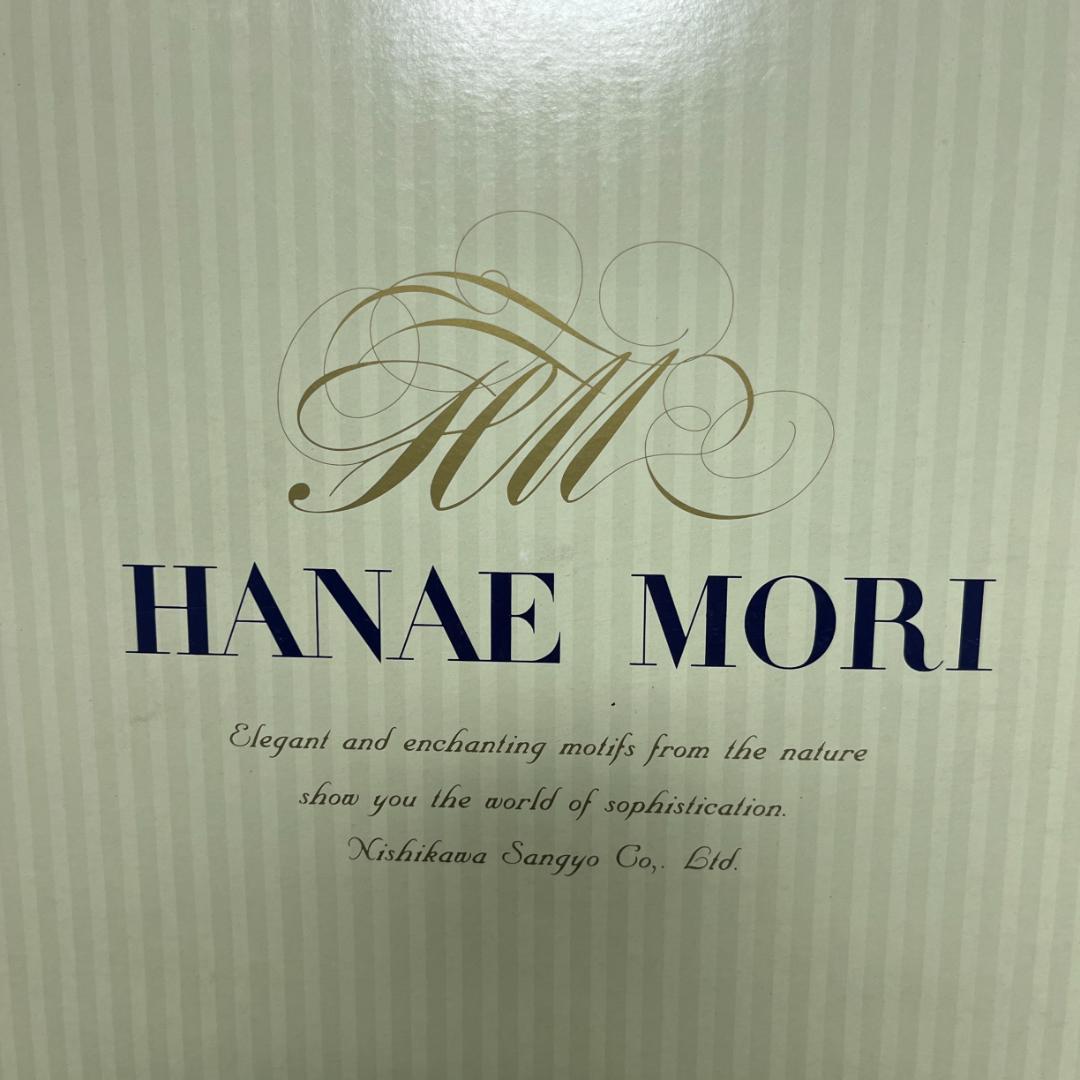 HM
HANAE MORI
Elegant and enchanting motifs from the nature
show you the world of sophistication.
Nishikawa Sangyo Co,. Ltd.